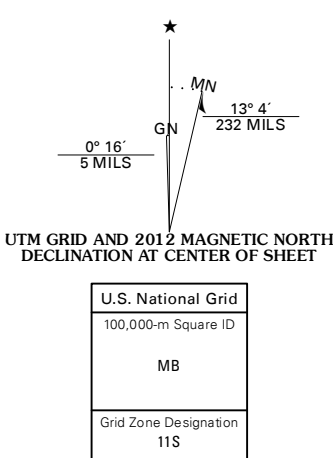 ★
MN
GN
13° 4´
232 MILS
0° 16´
5 MILS
UTM GRID AND 2012 MAGNETIC NORTH
DECLINATION AT CENTER OF SHEET
U.S. National Grid
100,000-m Square ID
MB
Grid Zone Designation
11S